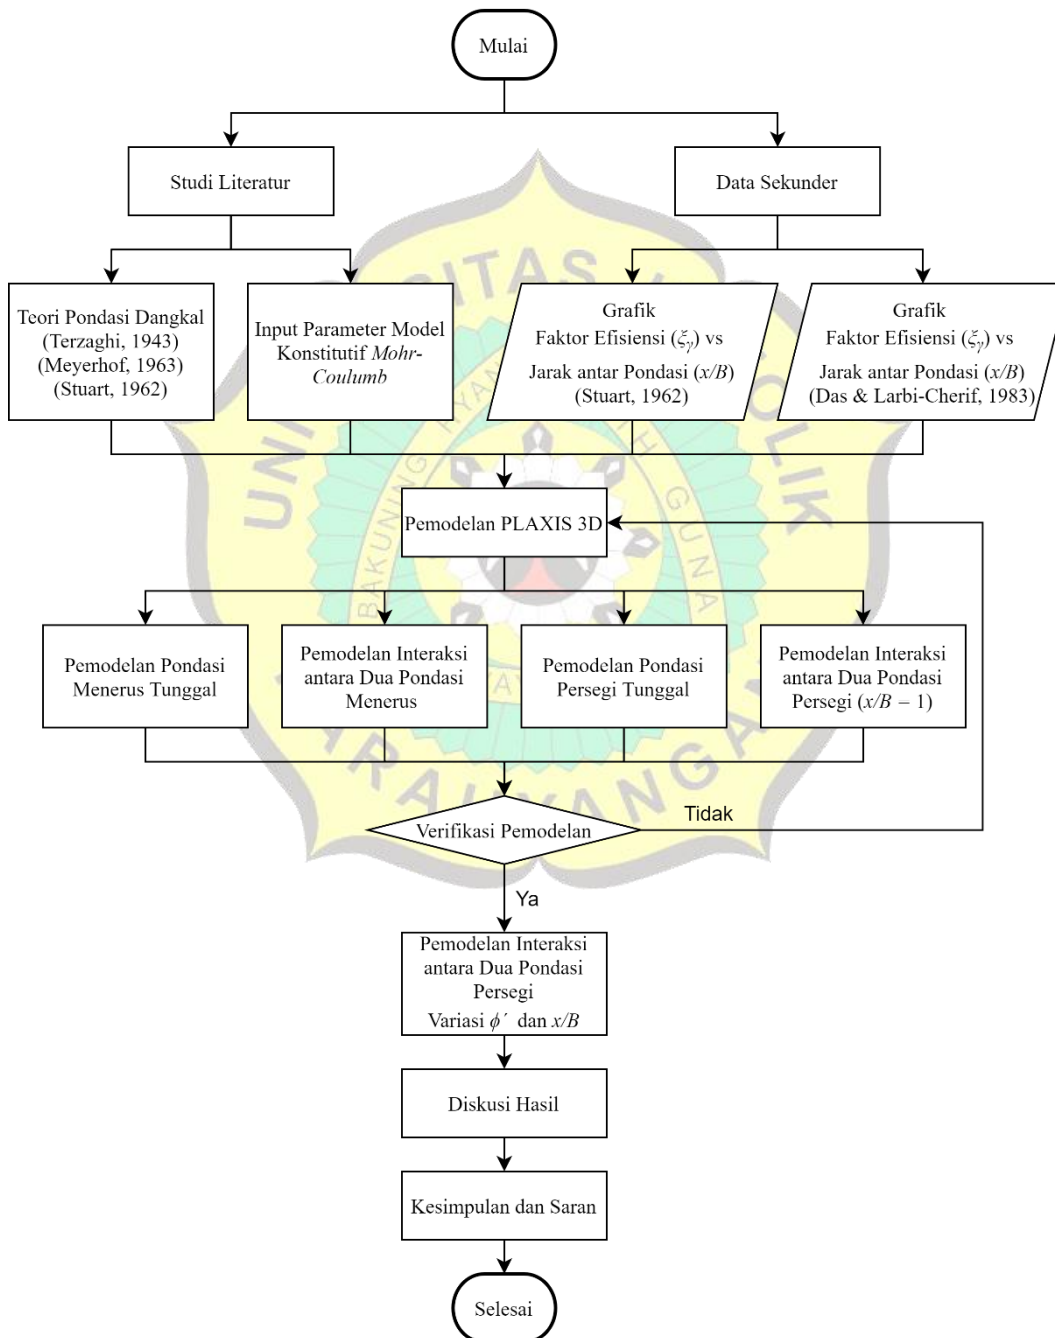 Mulai
Studi Literatur
Data Sekunder
Teori Pondasi Dangkal
(Terzaghi, 1943)
(Meyerhof, 1963)
(Stuart, 1962)
Input Parameter Model
Konstitutif Mohr-
Coulumb
Grafik
Faktor Efisiensi (ξγ) vs
Jarak antar Pondasi (x/B)
(Stuart, 1962)
Grafik
Faktor Efisiensi (ξγ) vs
Jarak antar Pondasi (x/B)
(Das & Larbi-Cherif, 1983)
Pemodelan PLAXIS 3D
Pemodelan Pondasi
Menerus Tunggal
Pemodelan Interaksi
antara Dua Pondasi
Menerus
Pemodelan Pondasi
Persegi Tunggal
Pemodelan Interaksi
antara Dua Pondasi
Persegi (x/B − 1)
Verifikasi Pemodelan
Tidak
Ya
Pemodelan Interaksi
antara Dua Pondasi
Persegi
Variasi ϕ´ dan x/B
Diskusi Hasil
Kesimpulan dan Saran
Selesai